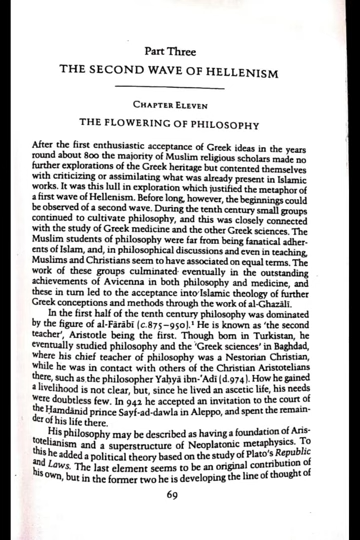 Part Three
THE SECOND WAVE OF HELLENISM
CHAPTER ELEVEN
THE FLOWERING OF PHILOSOPHY
After the first enthusiastic acceptance of Greek ideas in the years
round about 800 the majority of Muslim religious scholars made no
further explorations of the Greek heritage but contented themselves
with criticizing or assimilating what was already present in Islamic
works. It was this lull in exploration which justified the metaphor of
a first wave of Hellenism. Before long, however, the beginnings could
be observed of a second wave. During the tenth century small groups
continued to cultivate philosophy, and this was closely connected
with the study of Greek medicine and the other Greek sciences. The
Muslim students of philosophy were far from being fanatical adher-
ents of Islam, and, in philosophical discussions and even in teaching,
Muslims and Christians seem to have associated on equal terms. The
work of these groups culminated eventually in the outstanding
achievements of Avicenna in both philosophy and medicine, and
these in turn led to the acceptance into Islamic theology of further
Greek conceptions and methods through the work of al-Ghazālī.
In the first half of the tenth century philosophy was dominated
by the figure of al-Fārābī (c.875–950).¹ He is known as 'the second
teacher', Aristotle being the first. Though born in Turkistan, he
eventually studied philosophy and the 'Greek sciences' in Baghdad,
where his chief teacher of philosophy was a Nestorian Christian,
while he was in contact with others of the Christian Aristotelians
there, such as the philosopher Yaḥyā ibn-'Adī (d.974). How he gained
a livelihood is not clear, but, since he lived an ascetic life, his needs
were doubtless few. In 942 he accepted an invitation to the court of
the Ḥamdānid prince Sayf-ad-dawla in Aleppo, and spent the remain-
der of his life there.
His philosophy may be described as having a foundation of Aris-
totelianism and a superstructure of Neoplatonic metaphysics. To
this he added a political theory based on the study of Plato's Republic
and Laws. The last element seems to be an original contribution of
his own, but in the former two he is developing the line of thought of
69